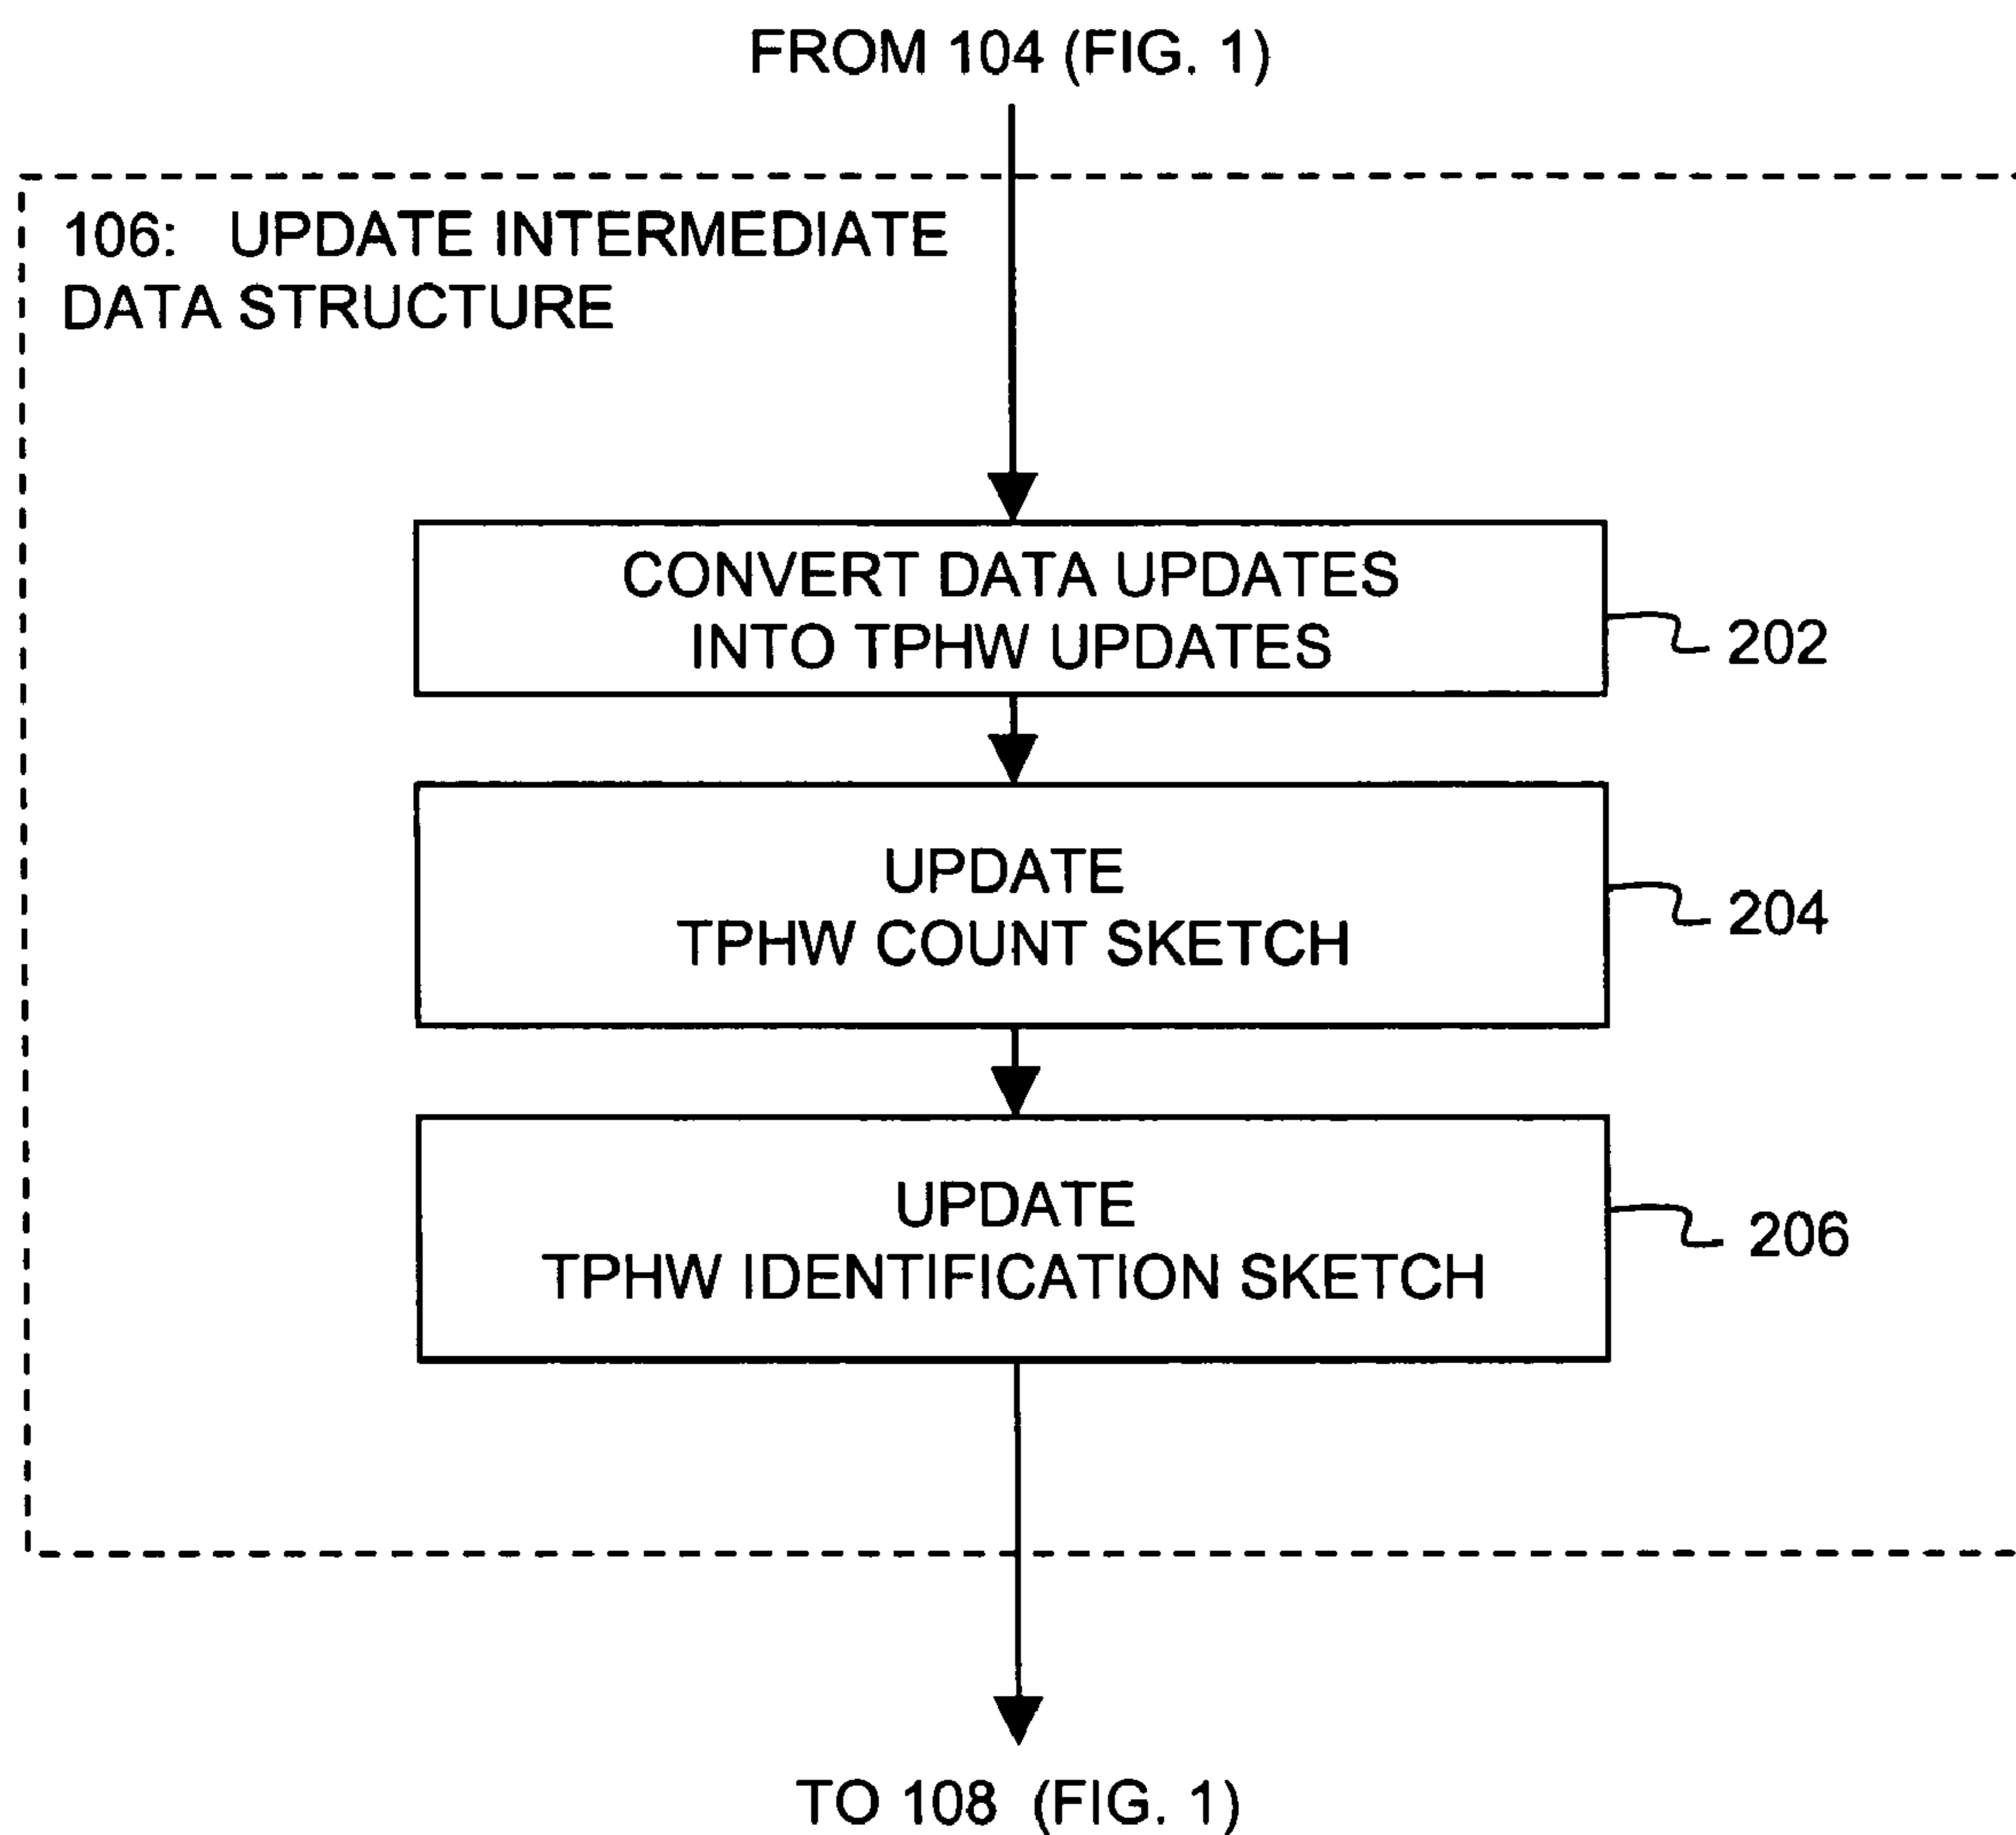 FROM 104 (FIG. 1)
106: UPDATE INTERMEDIATE
DATA STRUCTURE
CONVERT DATA UPDATES
INTO TPHW UPDATES
202
UPDATE
TPHW COUNT SKETCH
204
UPDATE
TPHW IDENTIFICATION SKETCH
206
TO 108 (FIG. 1)